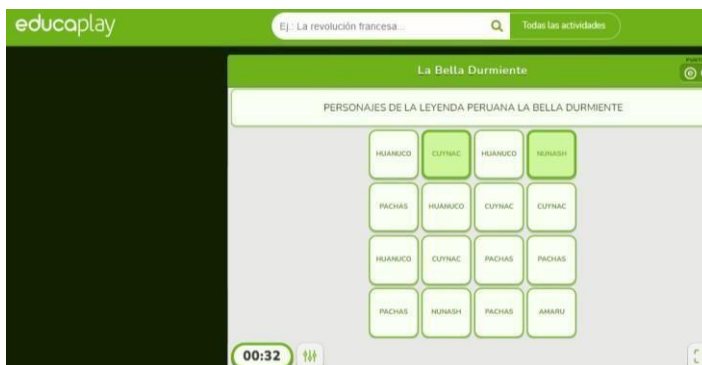 educaplay
Ej.: La revolución francesa...
Todas las actividades
La Bella Durmiente
PERSONAJES DE LA LEYENDA PERUANA LA BELLA DURMIENTE
HUANUCO CUYNAC HUANUCO NUNASH
PACHAS HUANUCO CUYNAC CUYNAC
HUANUCO CUYNAC PACHAS PACHAS
PACHAS NUNASH PACHAS AMARU
00:32